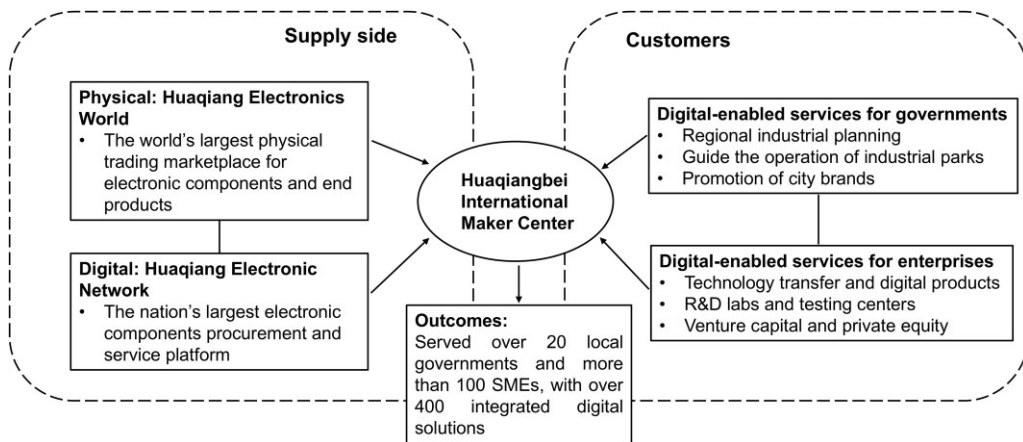 Supply side
Physical: Huaqiang Electronics
World
• The world's largest physical
trading marketplace for
electronic components and end
products
Digital: Huaqiang Electronic
Network
• The nation's largest electronic
components procurement and
service platform
Huaqiangbei
International
Maker Center
Outcomes:
Served over 20 local
governments and more
than 100 SMEs, with over
400 integrated digital
solutions
Customers
Digital-enabled services for governments
• Regional industrial planning
• Guide the operation of industrial parks
• Promotion of city brands
Digital-enabled services for enterprises
• Technology transfer and digital products
• R&D labs and testing centers
• Venture capital and private equity